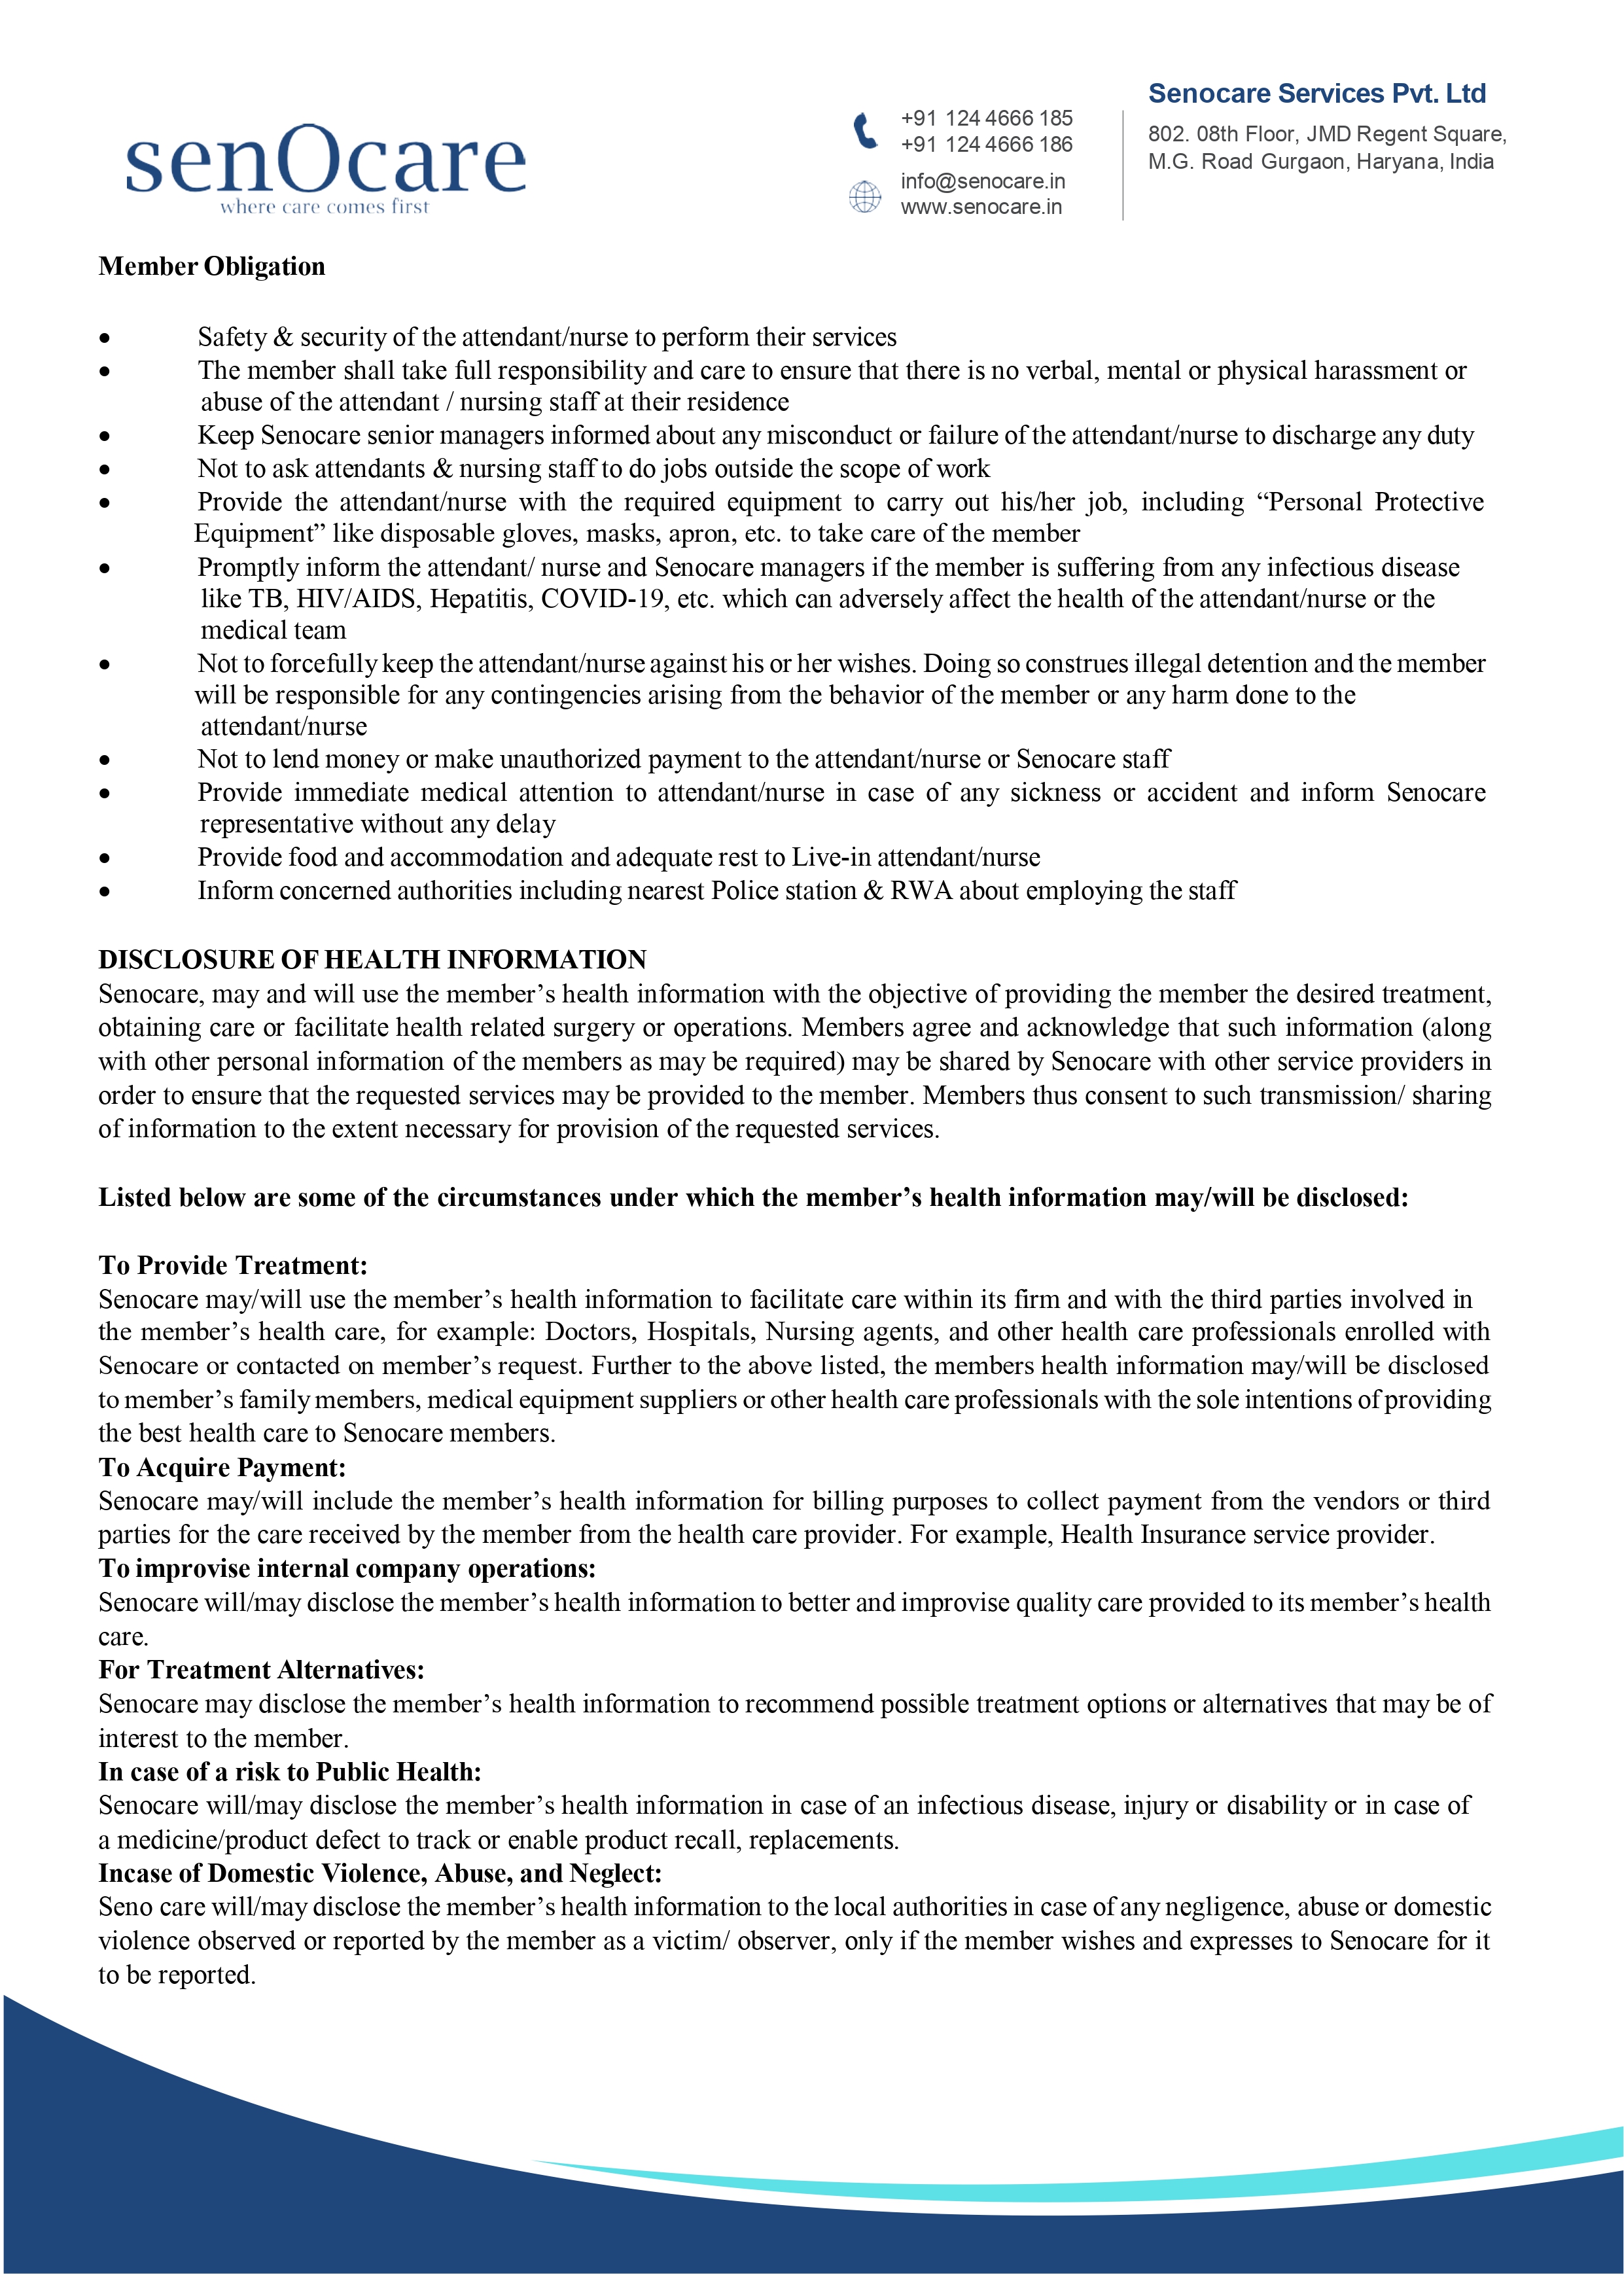 senOcare
where care comes first
+91 124 4666 185
+91 124 4666 186
info@senocare.in
www.senocare.in
Senocare Services Pvt. Ltd
802. 08th Floor, JMD Regent Square,
M.G. Road Gurgaon, Haryana, India
Member Obligation
• Safety & security of the attendant/nurse to perform their services
• The member shall take full responsibility and care to ensure that there is no verbal, mental or physical harassment or
abuse of the attendant / nursing staff at their residence
• Keep Senocare senior managers informed about any misconduct or failure of the attendant/nurse to discharge any duty
• Not to ask attendants & nursing staff to do jobs outside the scope of work
• Provide the attendant/nurse with the required equipment to carry out his/her job, including “Personal Protective
Equipment” like disposable gloves, masks, apron, etc. to take care of the member
• Promptly inform the attendant/ nurse and Senocare managers if the member is suffering from any infectious disease
like TB, HIV/AIDS, Hepatitis, COVID-19, etc. which can adversely affect the health of the attendant/nurse or the
medical team
• Not to forcefully keep the attendant/nurse against his or her wishes. Doing so construes illegal detention and the member
will be responsible for any contingencies arising from the behavior of the member or any harm done to the
attendant/nurse
• Not to lend money or make unauthorized payment to the attendant/nurse or Senocare staff
• Provide immediate medical attention to attendant/nurse in case of any sickness or accident and inform Senocare
representative without any delay
• Provide food and accommodation and adequate rest to Live-in attendant/nurse
• Inform concerned authorities including nearest Police station & RWA about employing the staff
DISCLOSURE OF HEALTH INFORMATION
Senocare, may and will use the member’s health information with the objective of providing the member the desired treatment,
obtaining care or facilitate health related surgery or operations. Members agree and acknowledge that such information (along
with other personal information of the members as may be required) may be shared by Senocare with other service providers in
order to ensure that the requested services may be provided to the member. Members thus consent to such transmission/ sharing
of information to the extent necessary for provision of the requested services.
Listed below are some of the circumstances under which the member’s health information may/will be disclosed:
To Provide Treatment:
Senocare may/will use the member’s health information to facilitate care within its firm and with the third parties involved in
the member’s health care, for example: Doctors, Hospitals, Nursing agents, and other health care professionals enrolled with
Senocare or contacted on member’s request. Further to the above listed, the members health information may/will be disclosed
to member’s family members, medical equipment suppliers or other health care professionals with the sole intentions of providing
the best health care to Senocare members.
To Acquire Payment:
Senocare may/will include the member’s health information for billing purposes to collect payment from the vendors or third
parties for the care received by the member from the health care provider. For example, Health Insurance service provider.
To improvise internal company operations:
Senocare will/may disclose the member’s health information to better and improvise quality care provided to its member’s health
care.
For Treatment Alternatives:
Senocare may disclose the member’s health information to recommend possible treatment options or alternatives that may be of
interest to the member.
In case of a risk to Public Health:
Senocare will/may disclose the member’s health information in case of an infectious disease, injury or disability or in case of
a medicine/product defect to track or enable product recall, replacements.
Incase of Domestic Violence, Abuse, and Neglect:
Seno care will/may disclose the member’s health information to the local authorities in case of any negligence, abuse or domestic
violence observed or reported by the member as a victim/ observer, only if the member wishes and expresses to Senocare for it
to be reported.